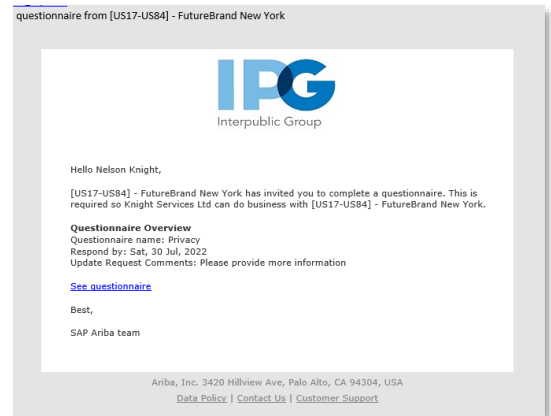 questionnaire from [US17-US84] - FutureBrand New York
IPG
Interpublic Group
Hello Nelson Knight,
[US17-US84] - FutureBrand New York has invited you to complete a questionnaire. This is
required so Knight Services Ltd can do business with [US17-US84] - FutureBrand New York.
Questionnaire Overview
Questionnaire name: Privacy
Respond by: Sat, 30 Jul, 2022
Update Request Comments: Please provide more information
See questionnaire
Best,
SAP Ariba team
Ariba, Inc. 3420 Hillview Ave, Palo Alto, CA 94304, USA
Data Policy | Contact Us | Customer Support